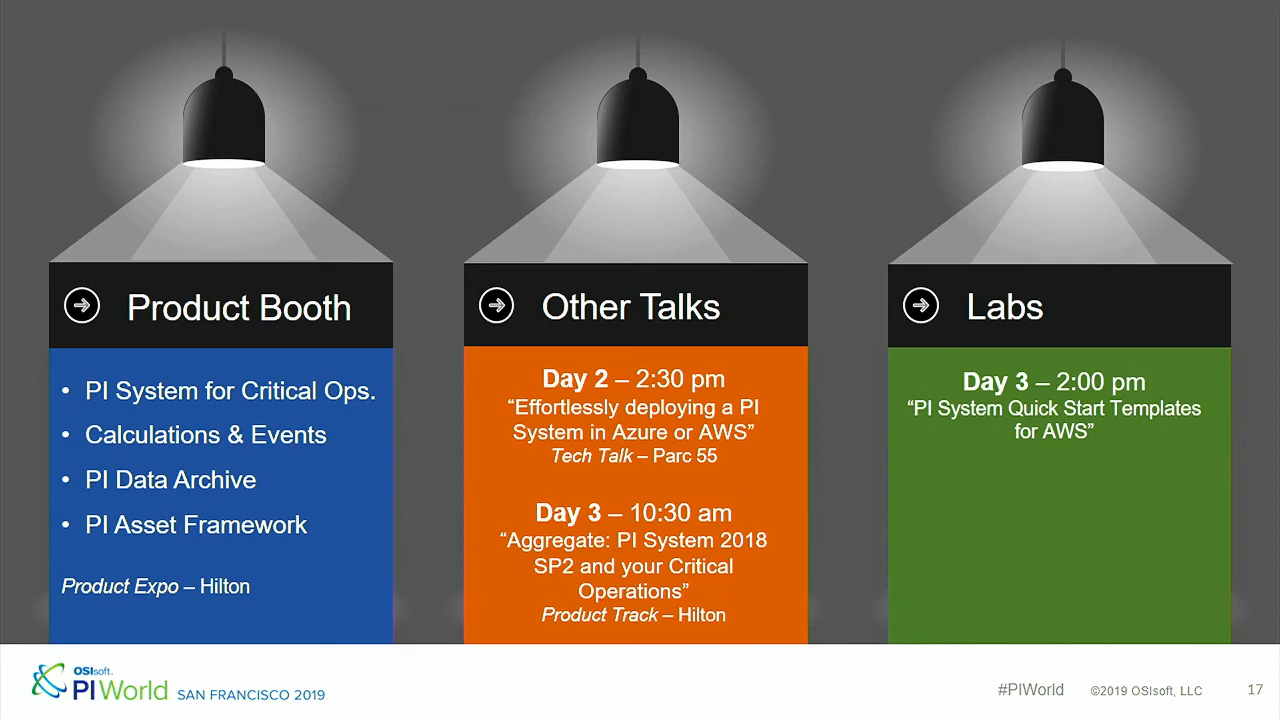 Product Booth
• PI System for Critical Ops.
• Calculations & Events
• PI Data Archive
• PI Asset Framework
Product Expo – Hilton
Other Talks
Day 2 – 2:30 pm
“Effortlessly deploying a PI
System in Azure or AWS”
Tech Talk – Parc 55
Day 3 – 10:30 am
“Aggregate: PI System 2018
SP2 and your Critical
Operations”
Product Track – Hilton
Labs
Day 3 – 2:00 pm
“PI System Quick Start Templates
for AWS”
OSIsoft.
PI World SAN FRANCISCO 2019
#PIWorld ©2019 OSIsoft, LLC 17